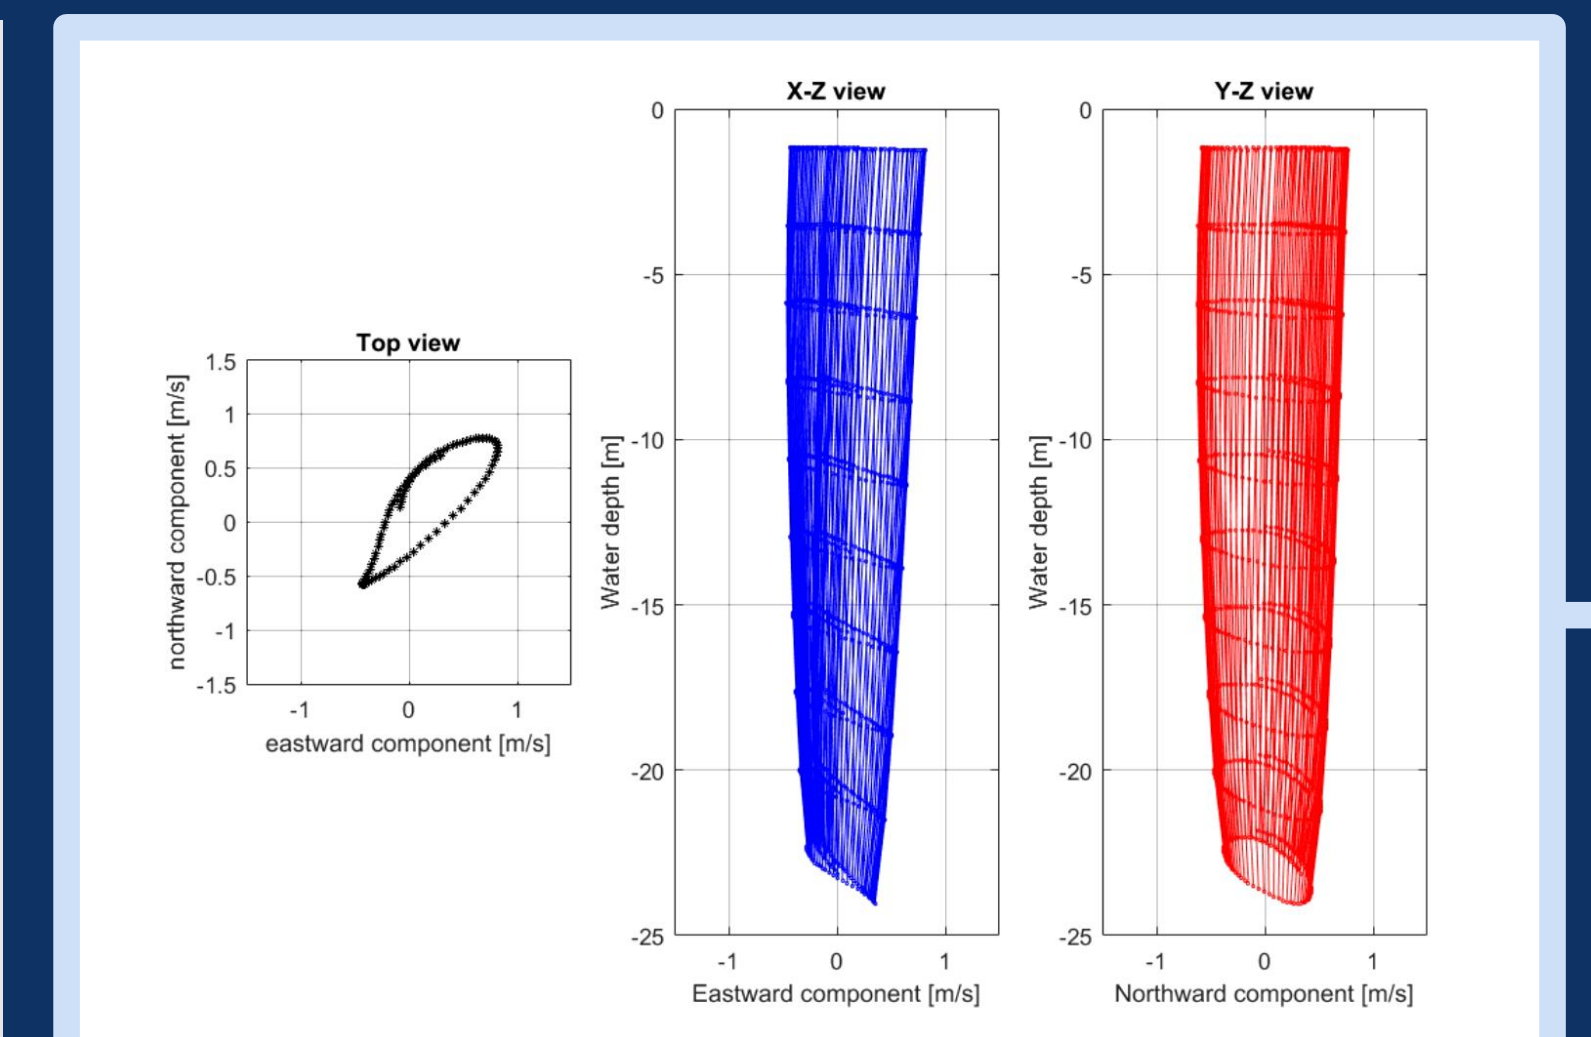 Top view
1.5
1
0.5
0
-0.5
-1
-1.5
-1 0 1
northward component [m/s]
eastward component [m/s]
X-Z view
0
-5
-10
-15
-20
-25
-1 0 1
Water depth [m]
Eastward component [m/s]
Y-Z view
0
-5
-10
-15
-20
-25
-1 0 1
Water depth [m]
Northward component [m/s]